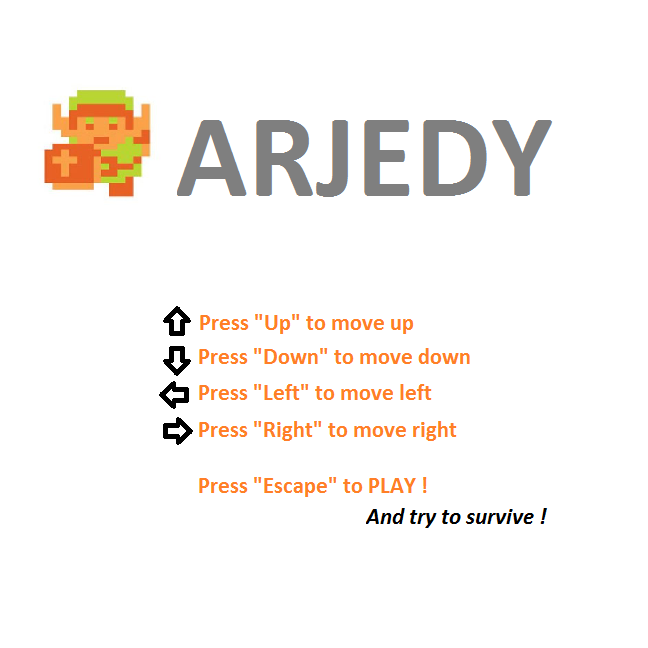 ARJEDY
Press "Up" to move up
Press "Down" to move down
Press "Left" to move left
Press "Right" to move right
Press "Escape" to PLAY !
And try to survive !